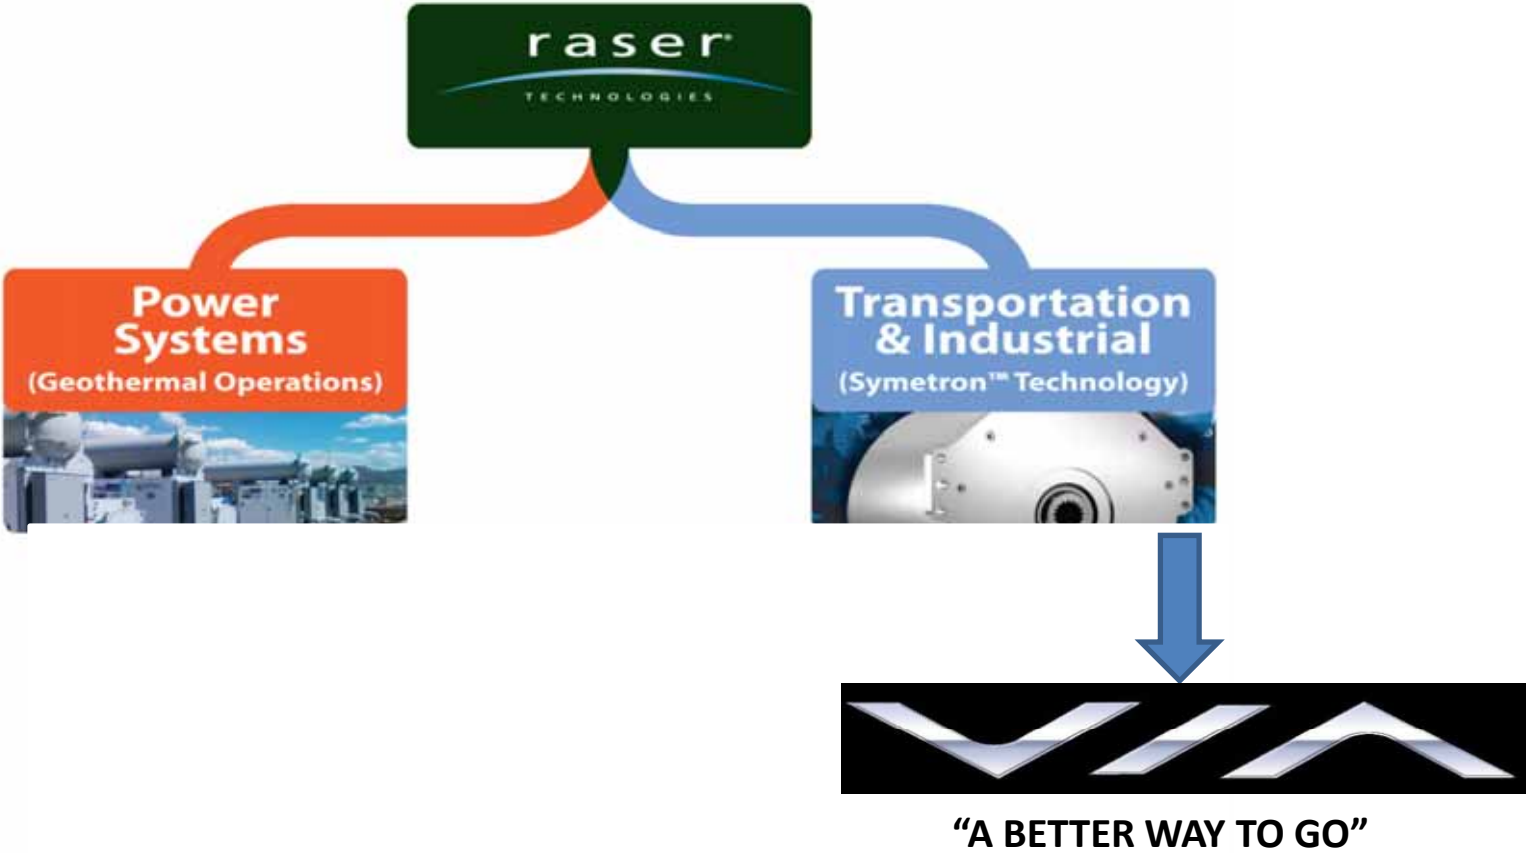 raser®
TECHNOLOGIES
Power
Systems
(Geothermal Operations)
Transportation
& Industrial
(Symetron™ Technology)
VIA
“A BETTER WAY TO GO”